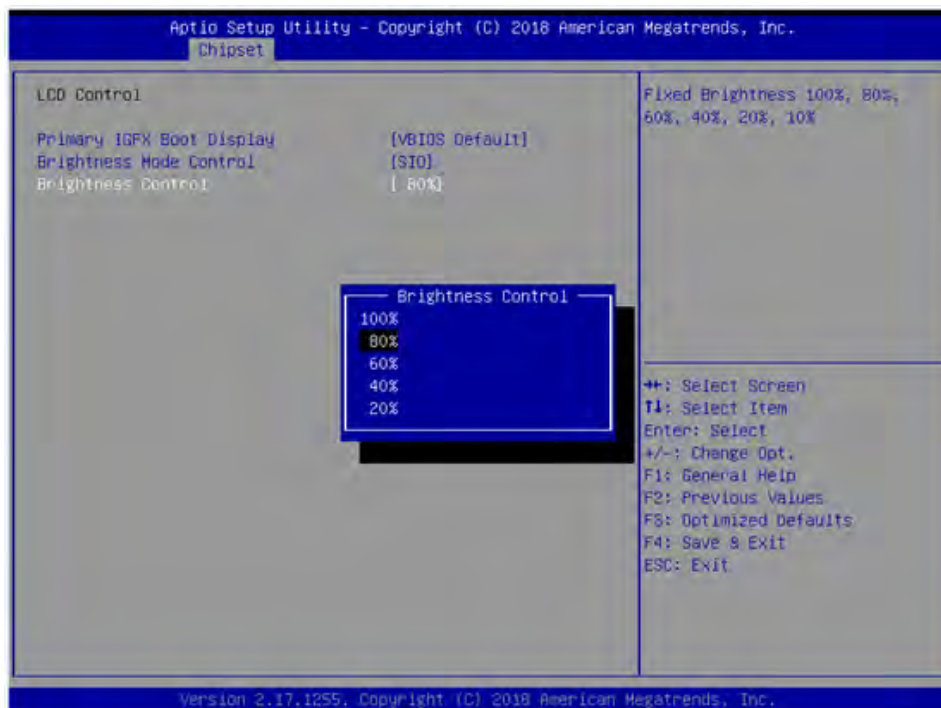 Aptio Setup Utility - Copyright (C) 2018 American Megatrends, Inc.
Chipset
LCD Control
Primary IGFX Boot Display [VBIOS Default]
Brightness Mode Control [SIO]
Brightness Control [ 80%]
Fixed Brightness 100%, 80%,
60%, 40%, 20%, 10%
Brightness Control
100%
80%
60%
40%
20%
→←: Select Screen
↑↓: Select Item
Enter: Select
+/-: Change Opt.
F1: General Help
F2: Previous Values
F3: Optimized Defaults
F4: Save & Exit
ESC: Exit
Version 2.17.1255. Copyright (C) 2018 American Megatrends, Inc.